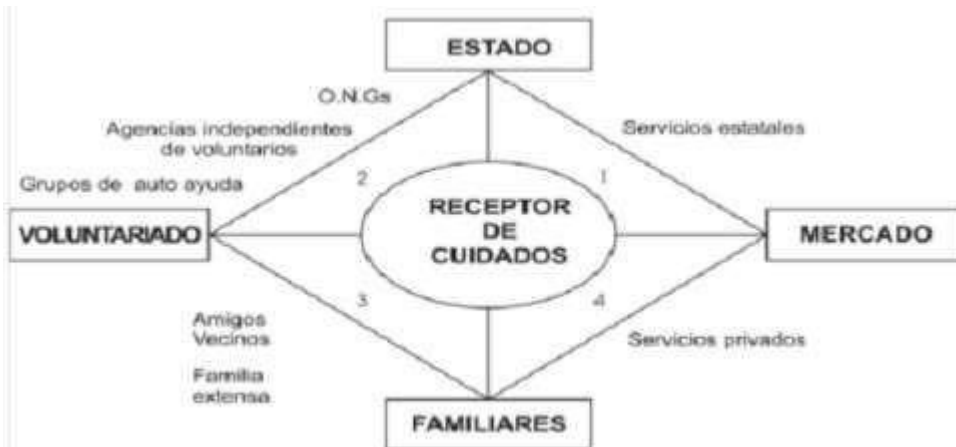 ESTADO
O.N.Gs
Agencías independientes
de voluntarios
Servicios estatales
Grupos de auto ayuda
2
1
VOLUNTARIADO
RECEPTOR
DE
CUIDADOS
MERCADO
3
4
Amigos
Vecinos
Servicios privados
Familia
extensa
FAMILIARES